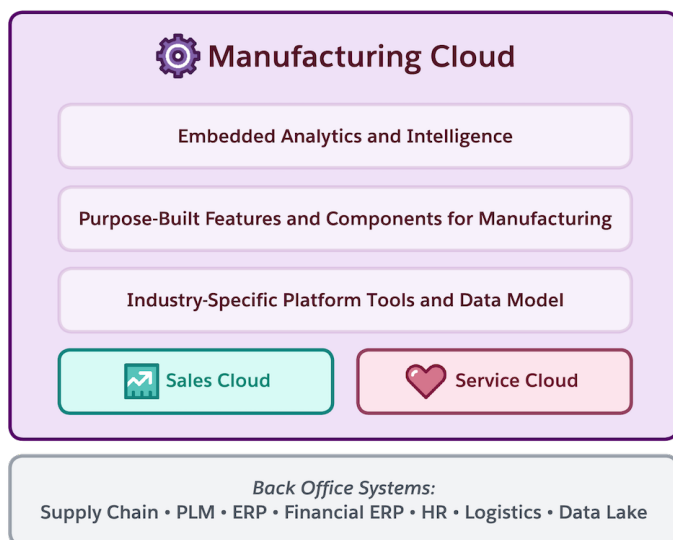 Manufacturing Cloud
Embedded Analytics and Intelligence
Purpose-Built Features and Components for Manufacturing
Industry-Specific Platform Tools and Data Model
Sales Cloud
Service Cloud
Back Office Systems:
Supply Chain • PLM • ERP • Financial ERP • HR • Logistics • Data Lake